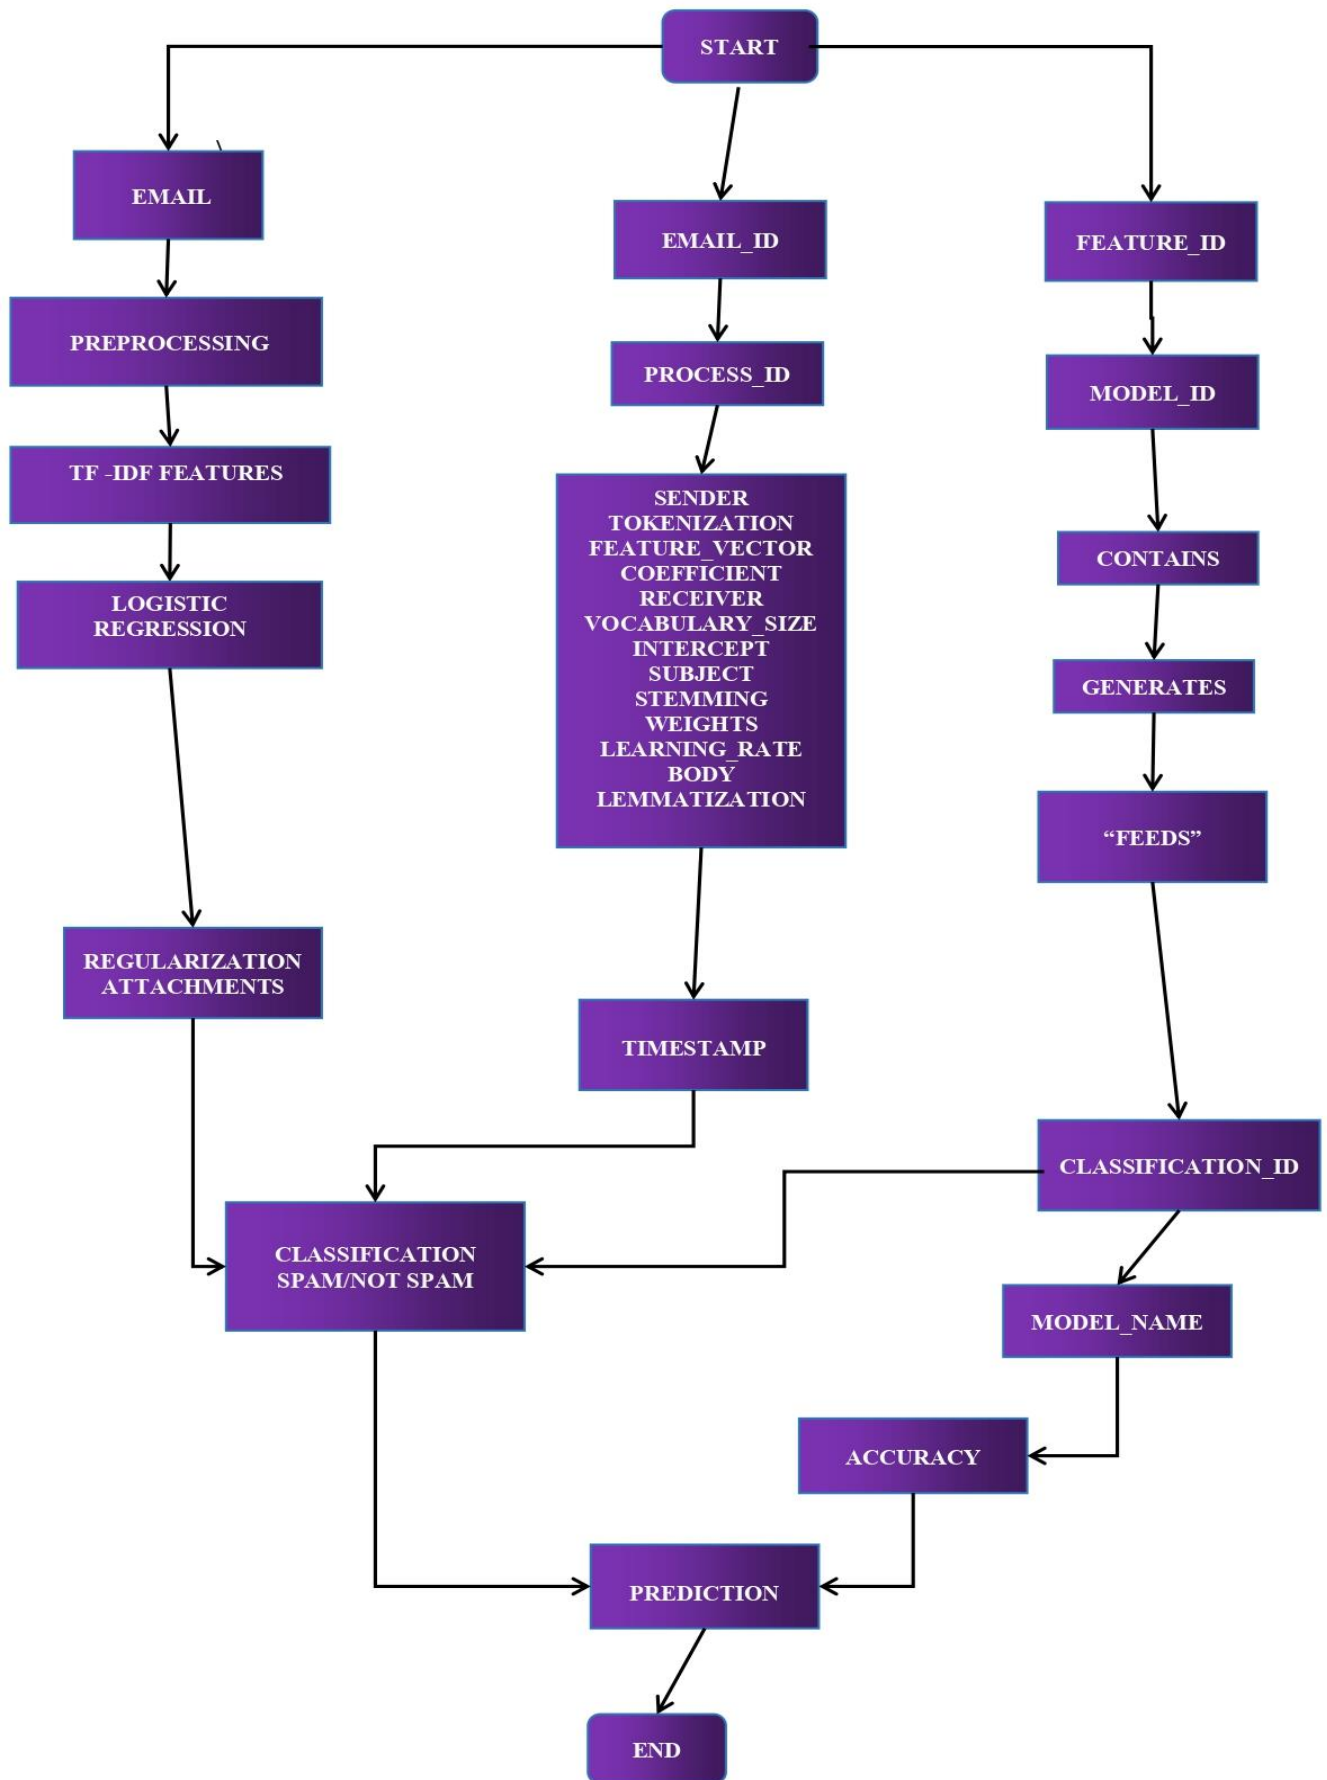 START
EMAIL
EMAIL_ID
FEATURE_ID
PREPROCESSING
PROCESS_ID
MODEL_ID
TF -IDF FEATURES
SENDER
TOKENIZATION
FEATURE_VECTOR
COEFFICIENT
RECEIVER
VOCABULARY_SIZE
INTERCEPT
SUBJECT
STEMMING
WEIGHTS
LEARNING_RATE
BODY
LEMMATIZATION
CONTAINS
LOGISTIC
REGRESSION
GENERATES
“FEEDS”
REGULARIZATION
ATTACHMENTS
TIMESTAMP
CLASSIFICATION_ID
CLASSIFICATION
SPAM/NOT SPAM
MODEL_NAME
ACCURACY
PREDICTION
END